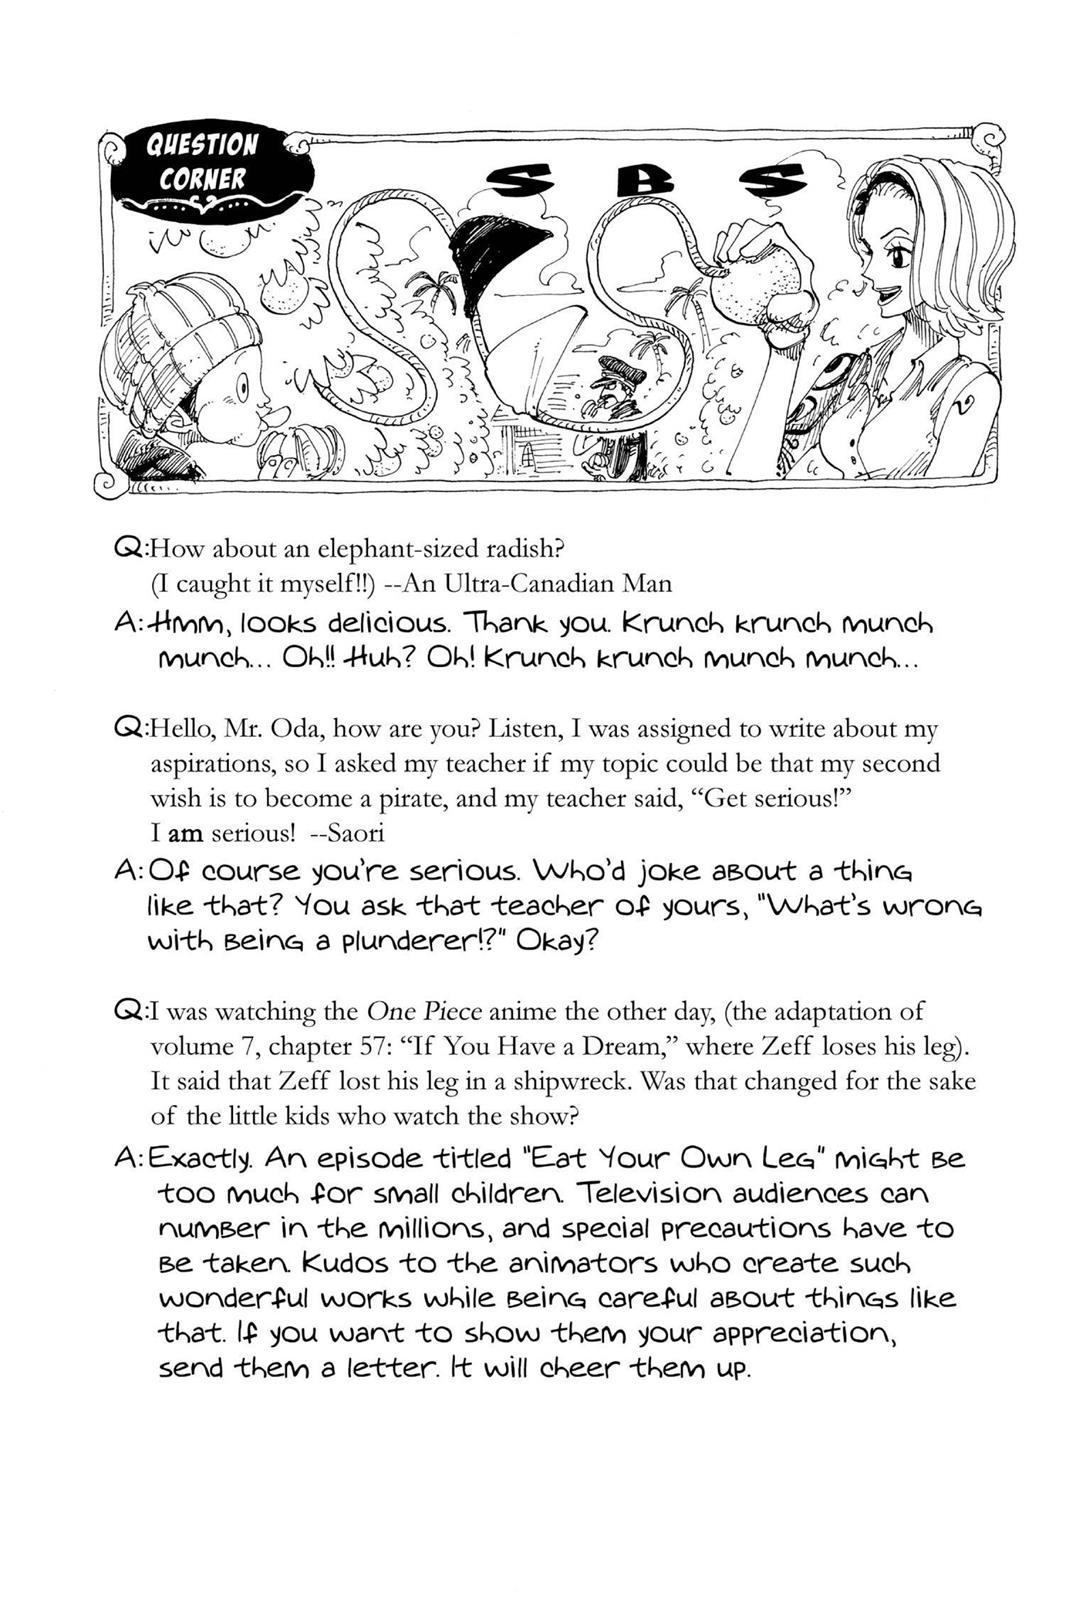 QUESTION
CORNER
S B S
Q:How about an elephant-sized radish?
(I caught it myself!!) --An Ultra-Canadian Man
A:Hmm, looks delicious. Thank you. Krunch krunch munch
munch... Oh!! Huh? Oh! Krunch krunch munch munch...
Q:Hello, Mr. Oda, how are you? Listen, I was assigned to write about my
aspirations, so I asked my teacher if my topic could be that my second
wish is to become a pirate, and my teacher said, “Get serious!”
I am serious! --Saori
A:Of course you're serious. Who'd joke about a thing
like that? You ask that teacher of yours, "What's wrong
with being a plunderer!?" Okay?
Q:I was watching the One Piece anime the other day, (the adaptation of
volume 7, chapter 57: “If You Have a Dream,” where Zeff loses his leg).
It said that Zeff lost his leg in a shipwreck. Was that changed for the sake
of the little kids who watch the show?
A:Exactly. An episode titled "Eat Your Own Leg" might be
too much for small children. Television audiences can
number in the millions, and special precautions have to
be taken. Kudos to the animators who create such
wonderful works while being careful about things like
that. If you want to show them your appreciation,
send them a letter. It will cheer them up.